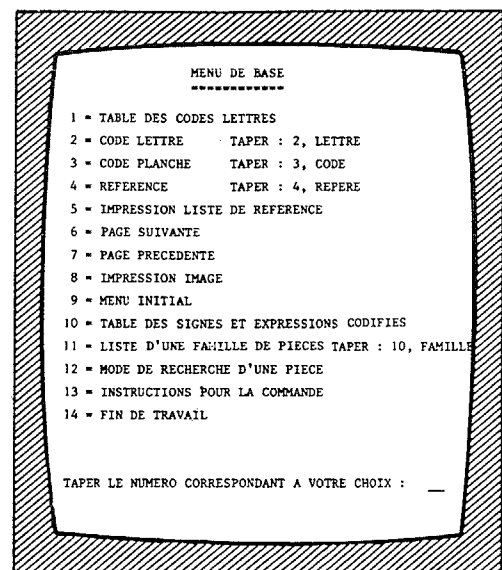 MENU DE BASE
============
1 = TABLE DES CODES LETTRES
2 = CODE LETTRE TAPER : 2, LETTRE
3 = CODE PLANCHE TAPER : 3, CODE
4 = REFERENCE TAPER : 4, REPERE
5 = IMPRESSION LISTE DE REFERENCE
6 = PAGE SUIVANTE
7 = PAGE PRECEDENTE
8 = IMPRESSION IMAGE
9 = MENU INITIAL
10 = TABLE DES SIGNES ET EXPRESSIONS CODIFIES
11 = LISTE D'UNE FAMILLE DE PIECES TAPER : 10, FAMILLE
12 = MODE DE RECHERCHE D'UNE PIECE
13 = INSTRUCTIONS POUR LA COMMANDE
14 = FIN DE TRAVAIL
TAPER LE NUMERO CORRESPONDANT A VOTRE CHOIX : __